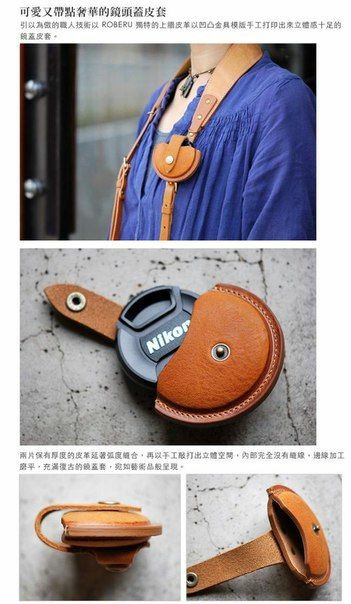 可愛又帶點奢華的鏡頭蓋皮套
引以為傲的職人技術以 ROBERU 獨特的上蠟皮革以凹凸金具模版手工打印出來立體感十足的
鏡蓋皮套。
Nikon
兩片保有厚度的皮革延著弧度縫合,再以手工敲打出立體空間,內部完全沒有縫線,邊緣加工
磨平,充滿復古的鏡蓋套,宛如藝術品般呈現。